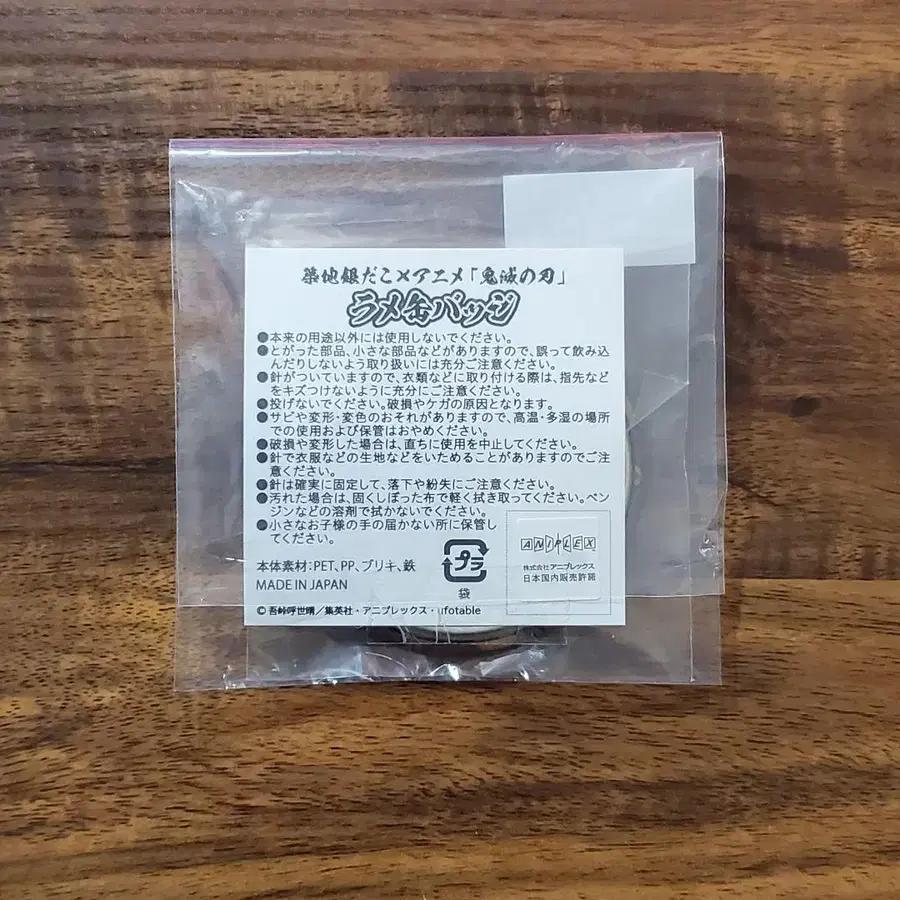 築地銀だこ×アニメ「鬼滅の刃」
ラメ缶バッジ
●本来の用途以外には使用しないでください。
●とがった部品、小さな部品などがありますので、誤って飲み込
んだりしないよう取り扱いには充分ご注意ください。
●針がついていますので、衣類などに取り付ける際は、指先など
をキズつけないように充分にご注意ください。
●投げないでください。破損やケガの原因となります。
●サビや変形・変色のおそれがありますので、高温・多湿の場所
での使用および保管はおやめください。
●破損や変形した場合は、直ちに使用を中止してください。
●針で衣服などの生地などをいためることがありますのでご注
意ください。
●針は確実に固定して、落下や紛失にご注意ください。
●汚れた場合は、固くしぼった布で軽く拭き取ってください。ベン
ジンなどの溶剤で拭かないでください。
●小さなお子様の手の届かない所に保管し
てください。
本体素材:PET、PP、ブリキ、鉄
MADE IN JAPAN
プラ
袋
ANIPLEX
株式会社アニプレックス
日本国内販売許諾
©吾峠呼世晴／集英社・アニプレックス・ufotable